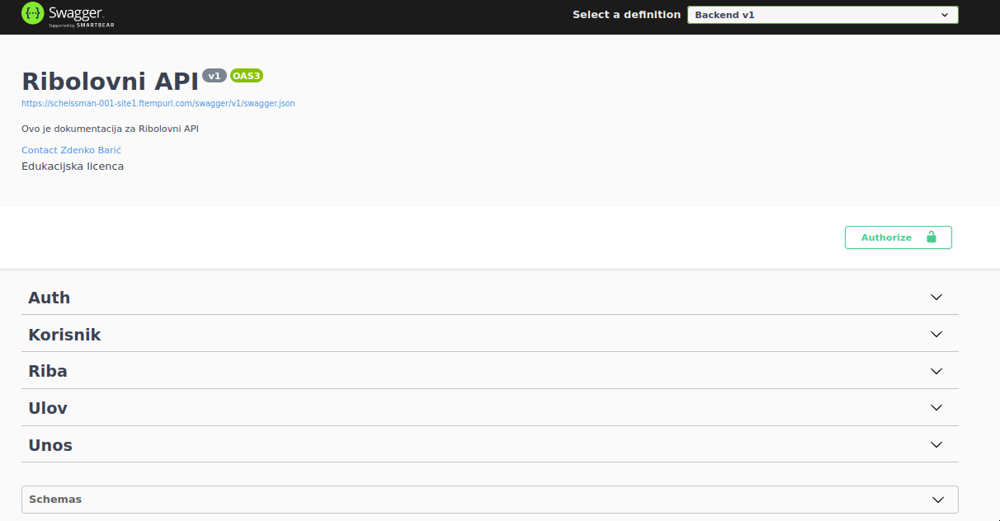 Swagger.
Supported by SMARTBEAR
Select a definition
Backend v1
Ribolovni API v1 OAS3
https://scheissman-001-site1.ftempurl.com/swagger/v1/swagger.json
Ovo je dokumentacija za Ribolovni API
Contact Zdenko Barić
Edukacijska licenca
Authorize
Auth
Korisnik
Riba
Ulov
Unos
Schemas